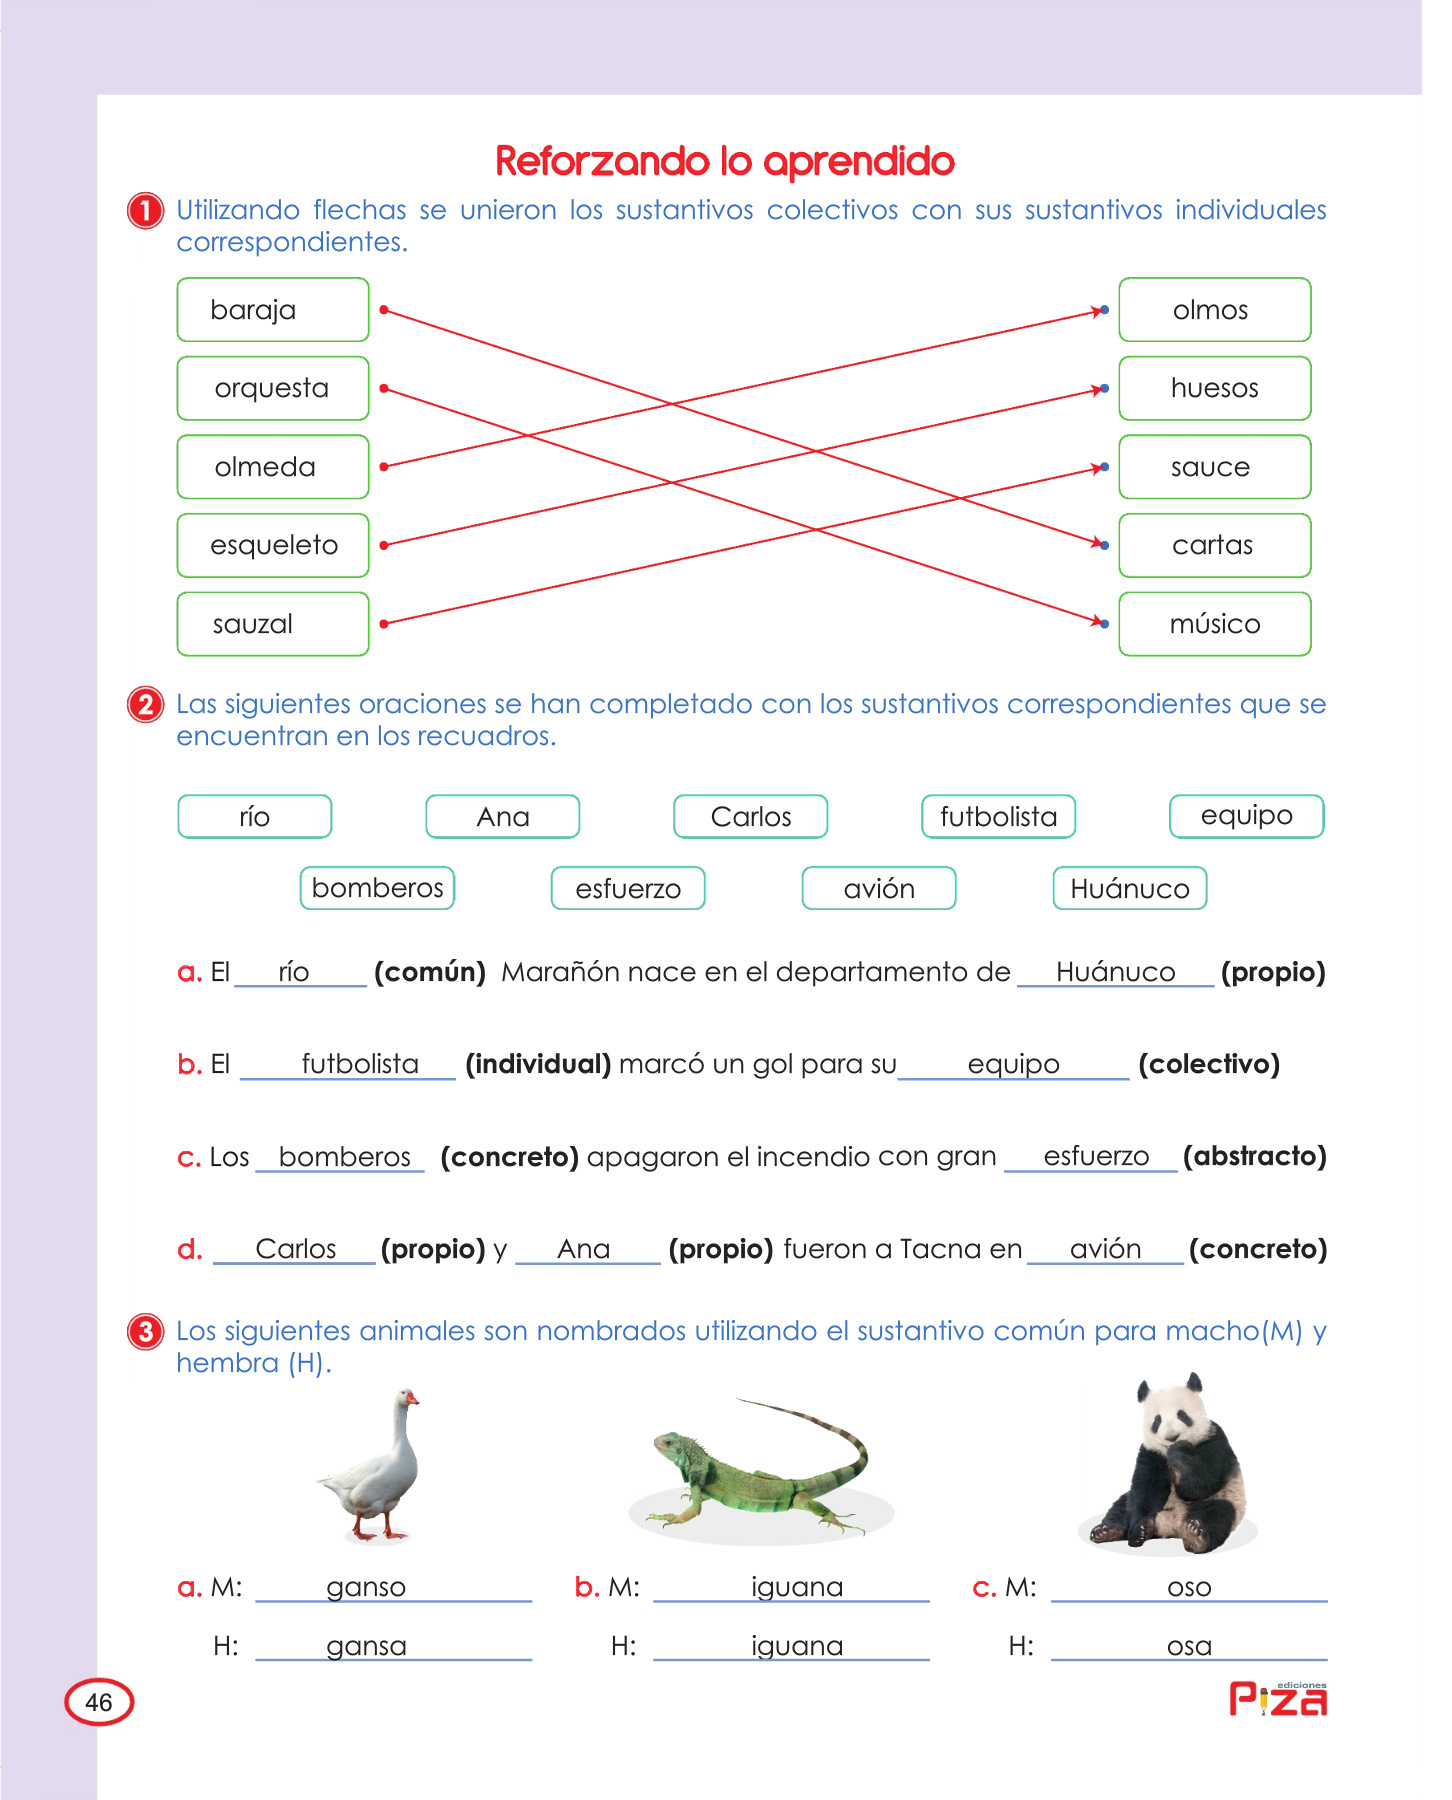 Reforzando lo aprendido
1 Utilizando flechas se unieron los sustantivos colectivos con sus sustantivos individuales
correspondientes.
baraja olmos
orquesta huesos
olmeda sauce
esqueleto cartas
sauzal músico
2 Las siguientes oraciones se han completado con los sustantivos correspondientes que se
encuentran en los recuadros.
río Ana Carlos futbolista equipo
bomberos esfuerzo avión Huánuco
a. El río (común) Marañón nace en el departamento de Huánuco (propio)
b. El futbolista (individual) marcó un gol para su equipo (colectivo)
c. Los bomberos (concreto) apagaron el incendio con gran esfuerzo (abstracto)
d. Carlos (propio) y Ana (propio) fueron a Tacna en avión (concreto)
3 Los siguientes animales son nombrados utilizando el sustantivo común para macho(M) y
hembra (H).
a. M: ganso b. M: iguana c. M: oso
H: gansa H: iguana H: osa
46
ediciones
Piza